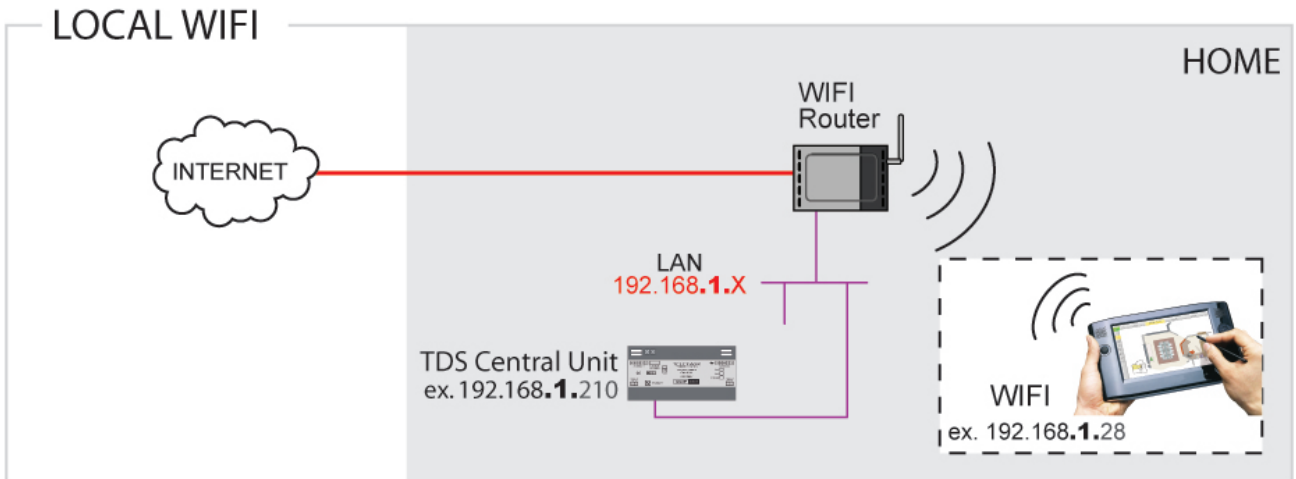 LOCAL WIFI
HOME
WIFI
Router
INTERNET
LAN
192.168.1.X
TDS Central Unit
ex. 192.168.1.210
WIFI
ex. 192.168.1.28